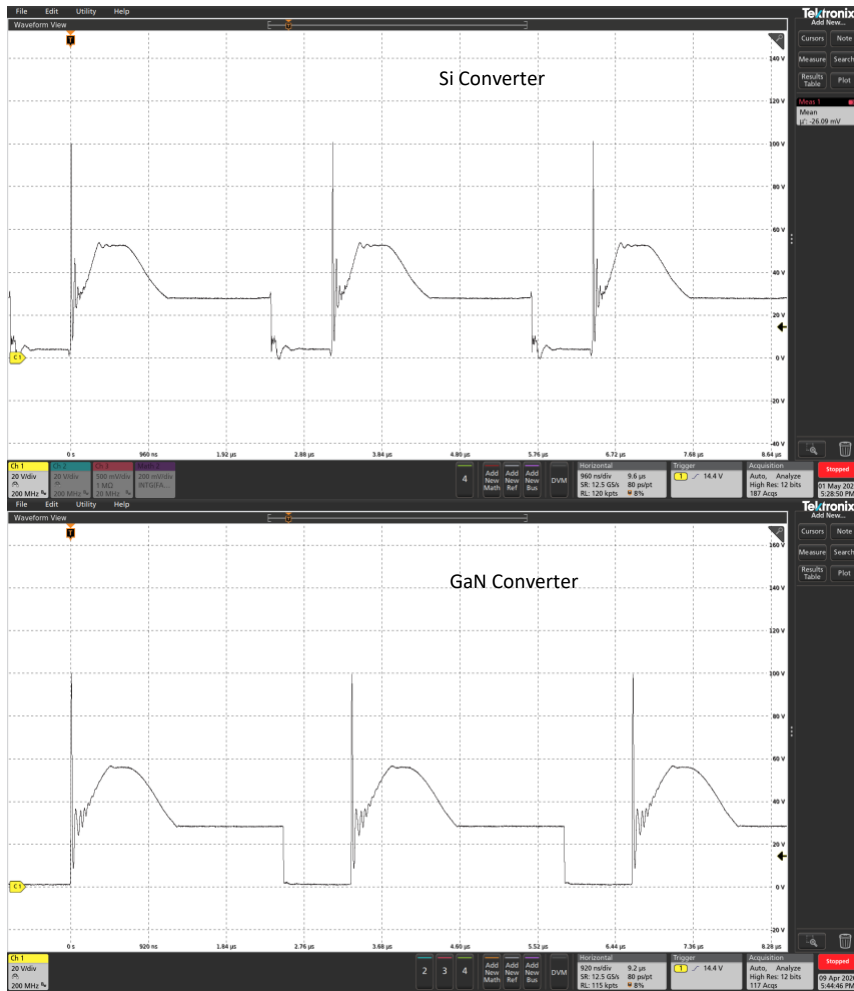 File Edit Utility Help
Tektronix
Waveform View
Add New...
T
Cursors Note
Measure Search
Results Table Plot
Si Converter
Meas 1
Mean
µ': -26.09 mV
140 V
120 V
100 V
80 V
60 V
40 V
20 V
0 V
-20 V
-40 V
C1
0 s 960 ns 1.92 µs 2.88 µs 3.84 µs 4.80 µs 5.76 µs 6.72 µs 7.68 µs 8.64 µs
Ch 1
20 V/div
200 MHz
Ch 2
20 V/div
200 MHz
Ch 3
500 mV/div
1 MΩ
20 MHz
Math 2
200 mV/div
INTG(FA...
4
Add New Math
Add New Ref
Add New Bus
DVM
Horizontal
960 ns/div 9.6 µs
SR: 12.5 GS/s 80 ps/pt
RL: 120 kpts 8%
Trigger
1 14.4 V
Acquisition
Auto, Analyze
High Res: 12 bits
187 Acqs
Stopped
01 May 202
5:28:50 PM
File Edit Utility Help
Tektronix
Waveform View
Add New...
T
Cursors Note
Measure Search
Results Table Plot
GaN Converter
160 V
140 V
120 V
100 V
80 V
60 V
40 V
20 V
0 V
-20 V
C1
0 s 920 ns 1.84 µs 2.76 µs 3.68 µs 4.60 µs 5.52 µs 6.44 µs 7.36 µs 8.28 µs
Ch 1
20 V/div
200 MHz
2 3 4
Add New Math
Add New Ref
Add New Bus
DVM
Horizontal
920 ns/div 9.2 µs
SR: 12.5 GS/s 80 ps/pt
RL: 115 kpts 8%
Trigger
1 14.4 V
Acquisition
Auto, Analyze
High Res: 12 bits
117 Acqs
Stopped
09 Apr 202
5:44:46 PM